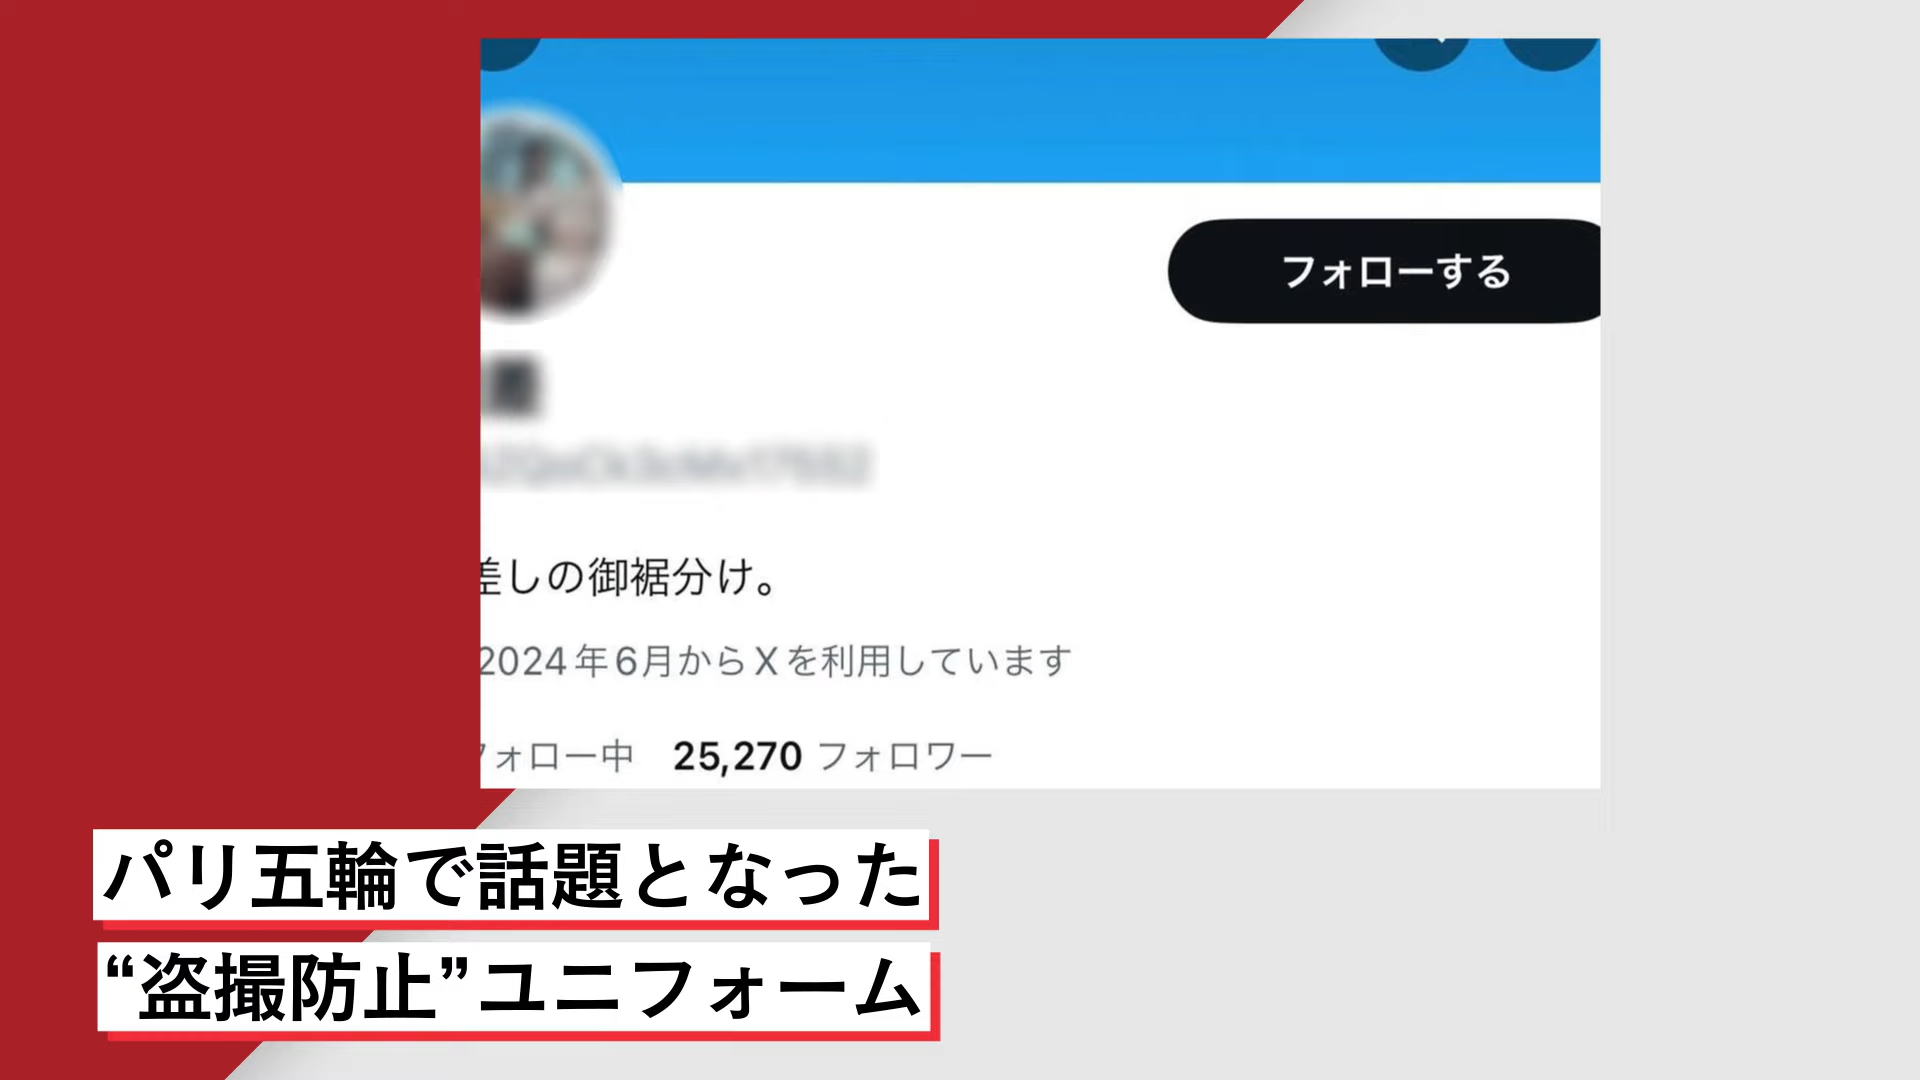 フォローする
差しの御裾分け。
2024年6月からXを利用しています
フォロー中 25,270 フォロワー
パリ五輪で話題となった
“盗撮防止”ユニフォーム